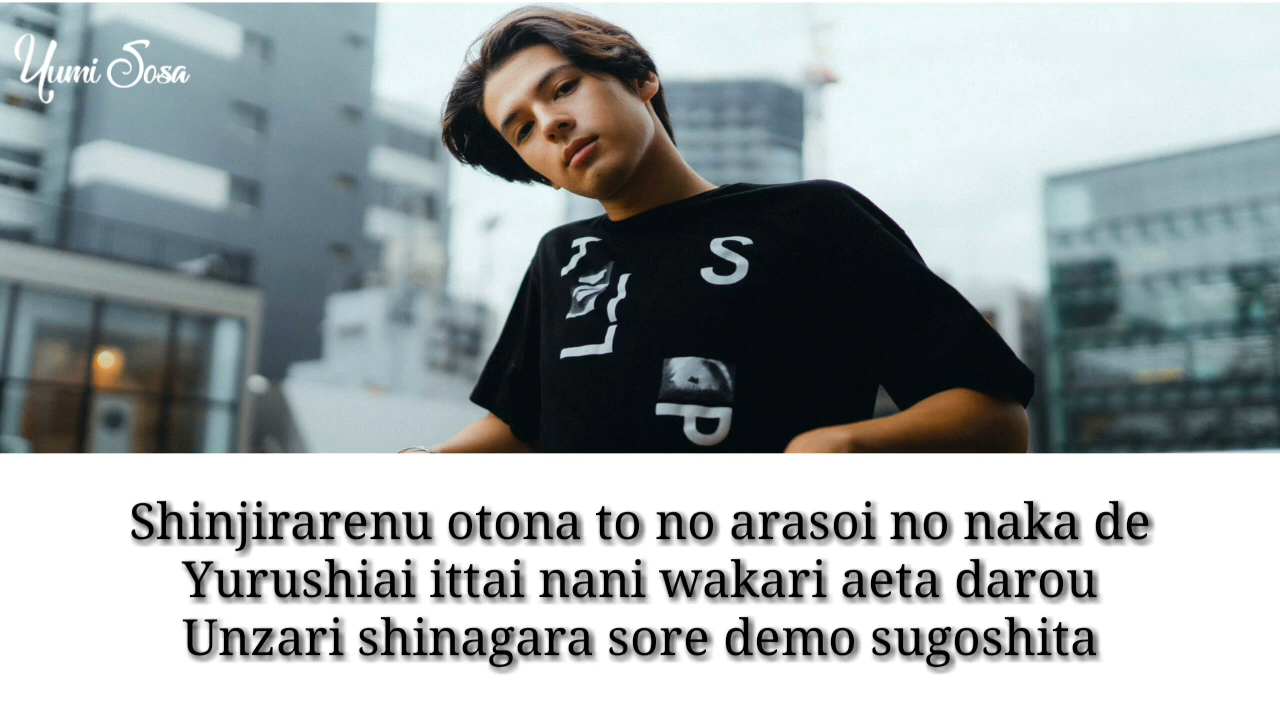 Yumi Sosa
S
P
Shinjirarenu otona to no arasoi no naka de
Yurushiai ittai nani wakari aeta darou
Unzari shinagara sore demo sugoshita